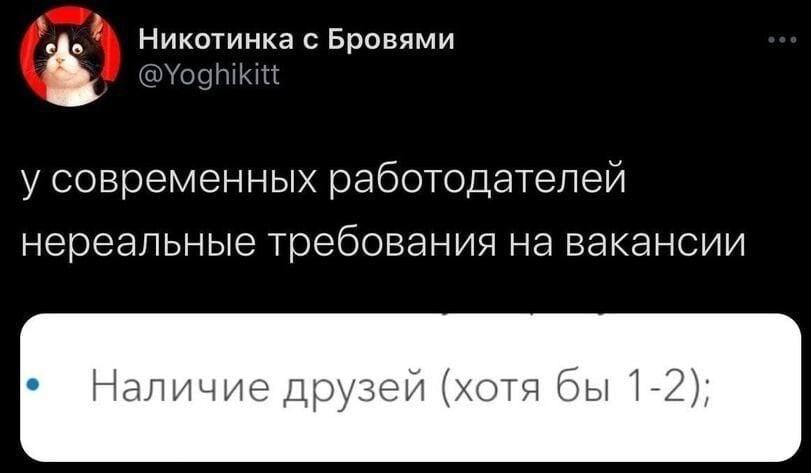 Никотинка с Бровями
@Yoghikitt
у современных работодателей
нереальные требования на вакансии
• Наличие друзей (хотя бы 1-2);